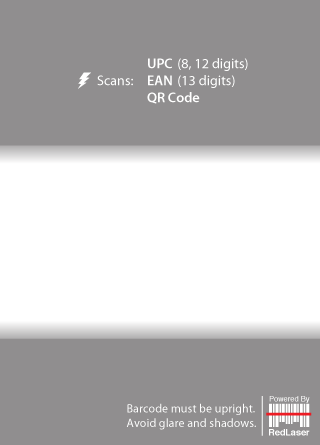 UPC (8, 12 digits)
Scans: EAN (13 digits)
QR Code
Barcode must be upright.
Avoid glare and shadows.
Powered By
RedLaser